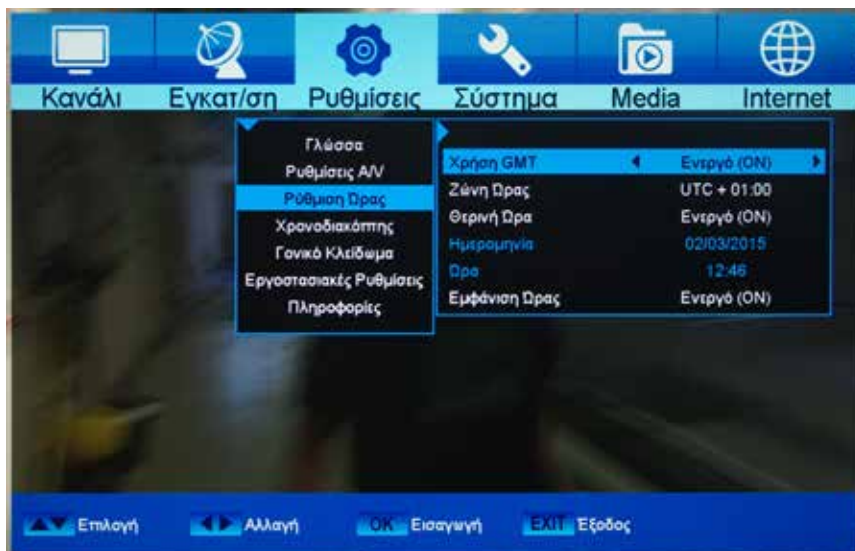 Κανάλι Εγκατ/ση Ρυθμίσεις Σύστημα Media Internet
Γλώσσα
Ρυθμίσεις A/V
Ρύθμιση Ώρας
Χρονοδιακόπτης
Γονικό Κλείδωμα
Εργοστασιακές Ρυθμίσεις
Πληροφορίες
Χρήση GMT Ενεργό (ON)
Ζώνη Ώρας UTC + 01:00
Θερινή Ώρα Ενεργό (ON)
Ημερομηνία 02/03/2015
Ώρα 12:46
Εμφάνιση Ώρας Ενεργό (ON)
Επιλογή Αλλαγή OK Εισαγωγή EXIT Έξοδος